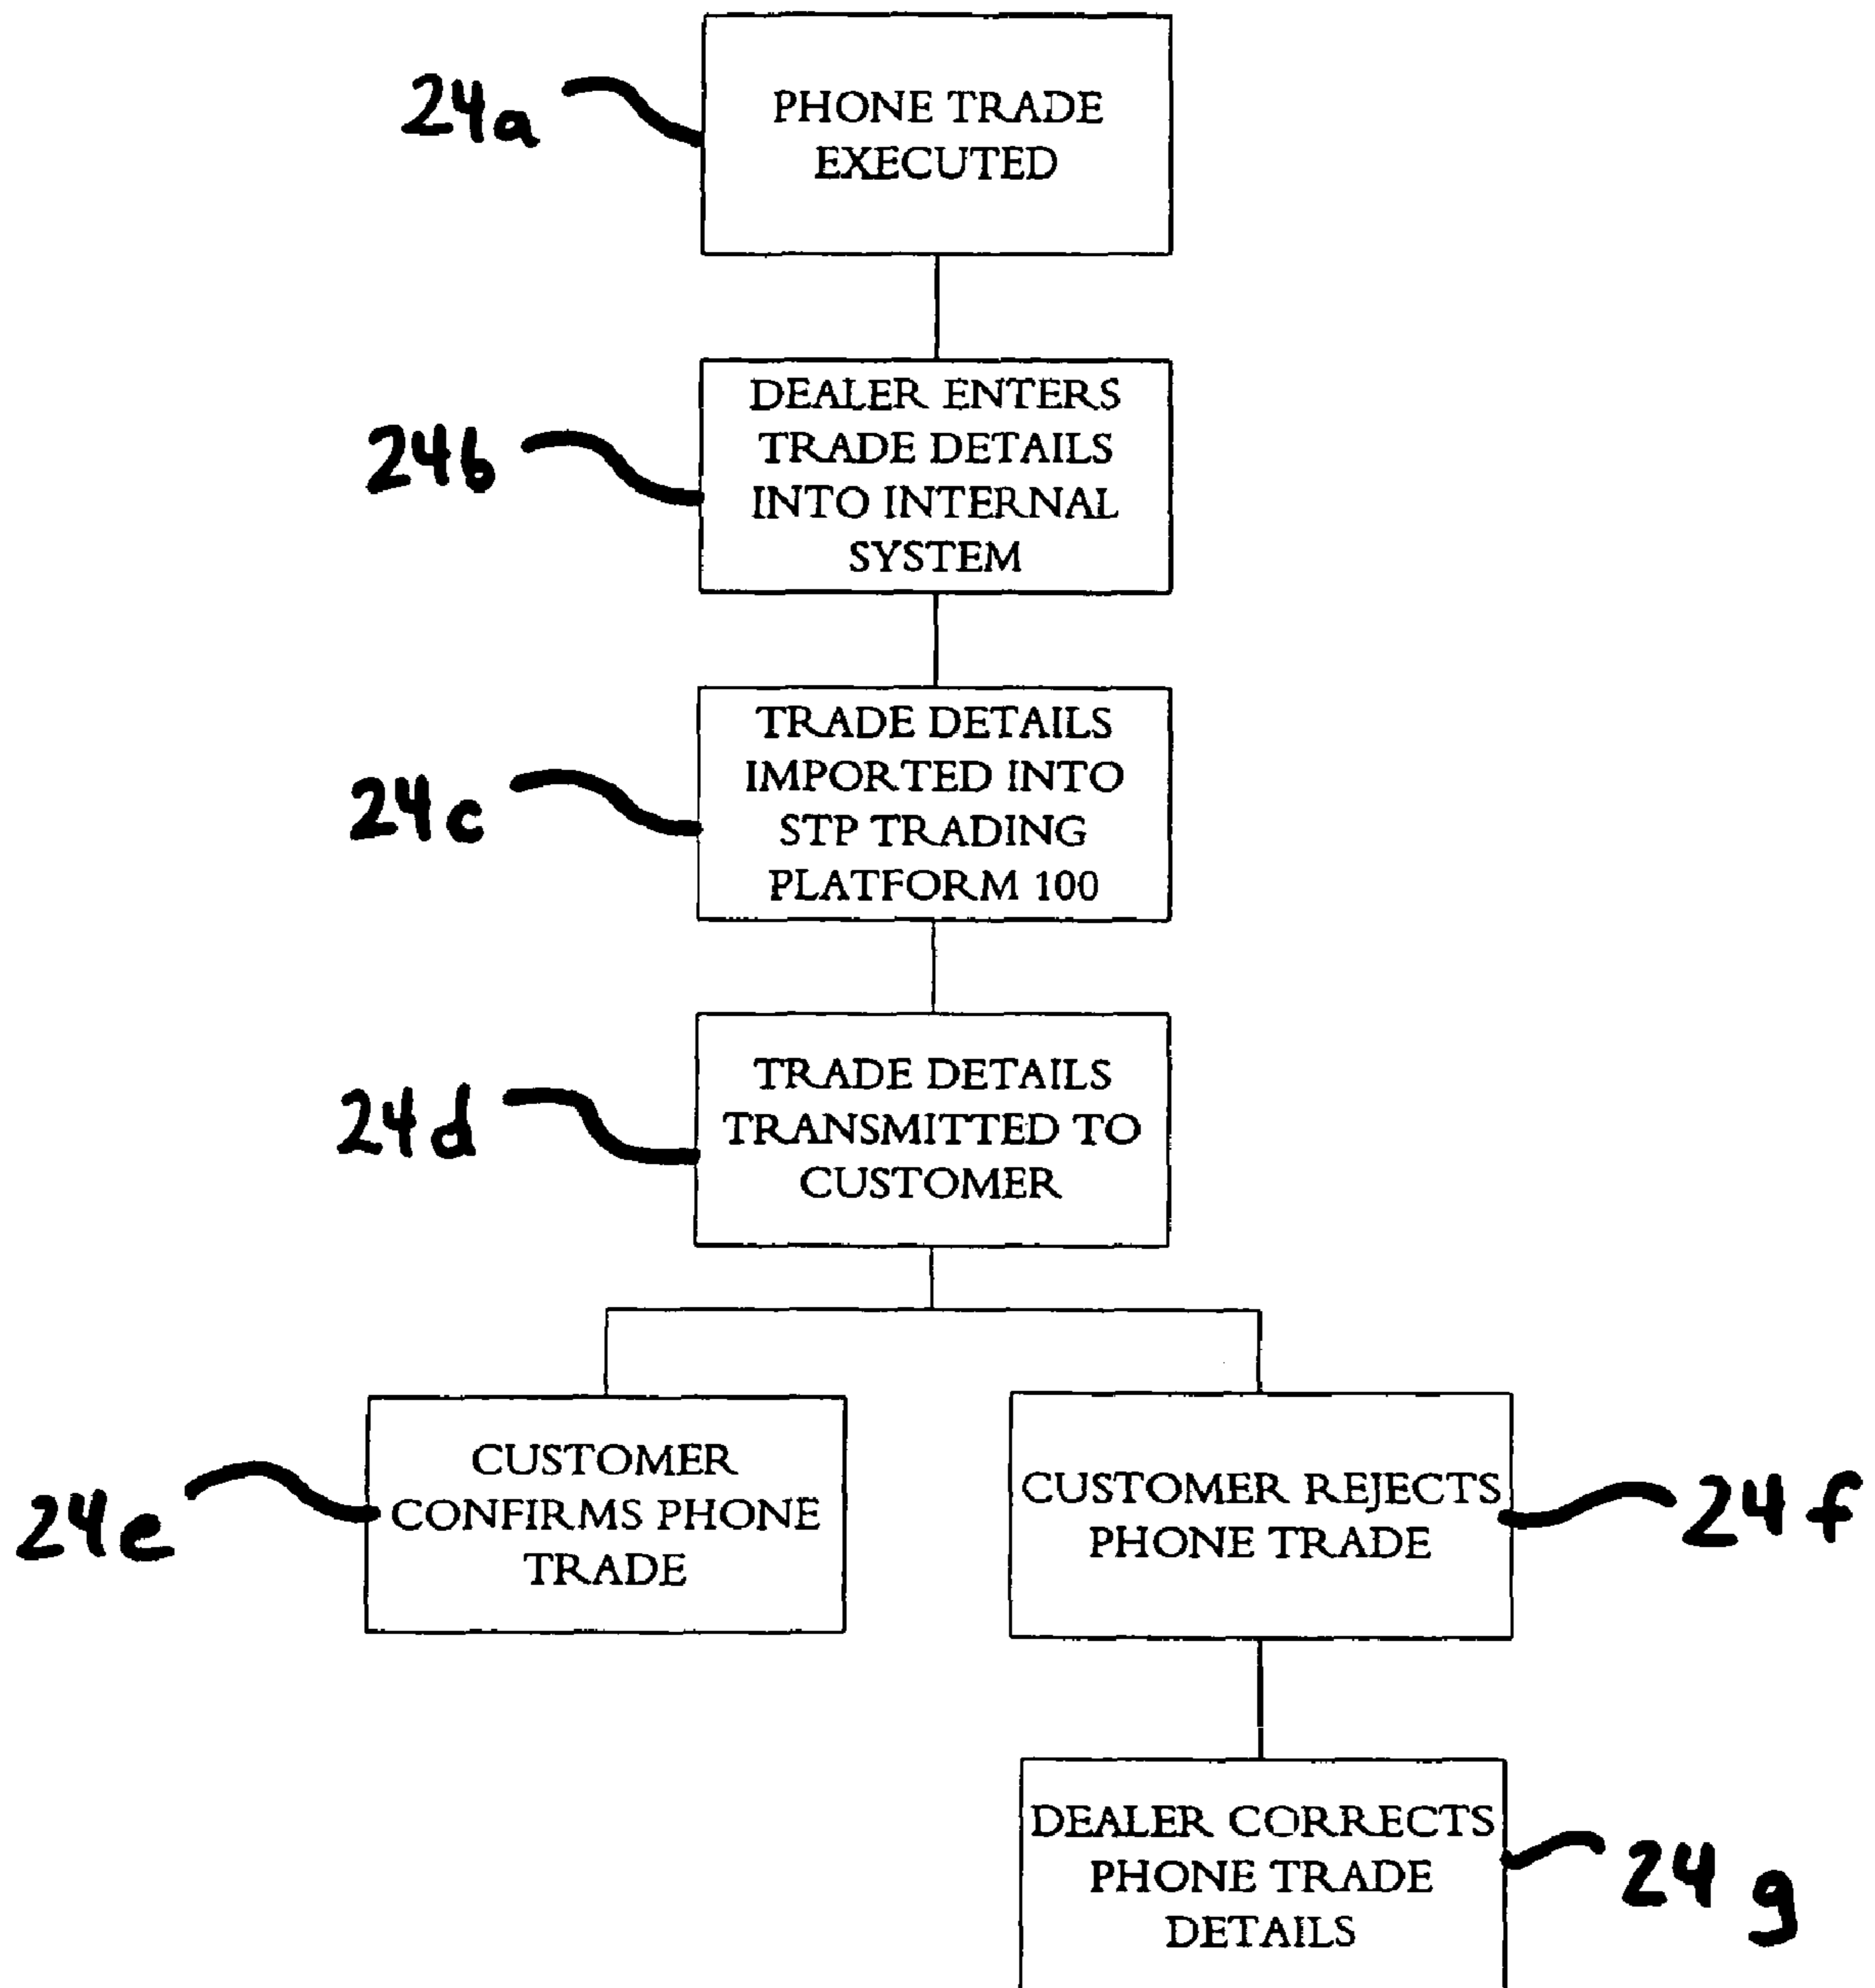 24a
PHONE TRADE
EXECUTED
24b
DEALER ENTERS
TRADE DETAILS
INTO INTERNAL
SYSTEM
24c
TRADE DETAILS
IMPORTED INTO
STP TRADING
PLATFORM 100
24d
TRADE DETAILS
TRANSMITTED TO
CUSTOMER
24e
CUSTOMER
CONFIRMS PHONE
TRADE
CUSTOMER REJECTS
PHONE TRADE
24f
DEALER CORRECTS
PHONE TRADE
DETAILS
24g